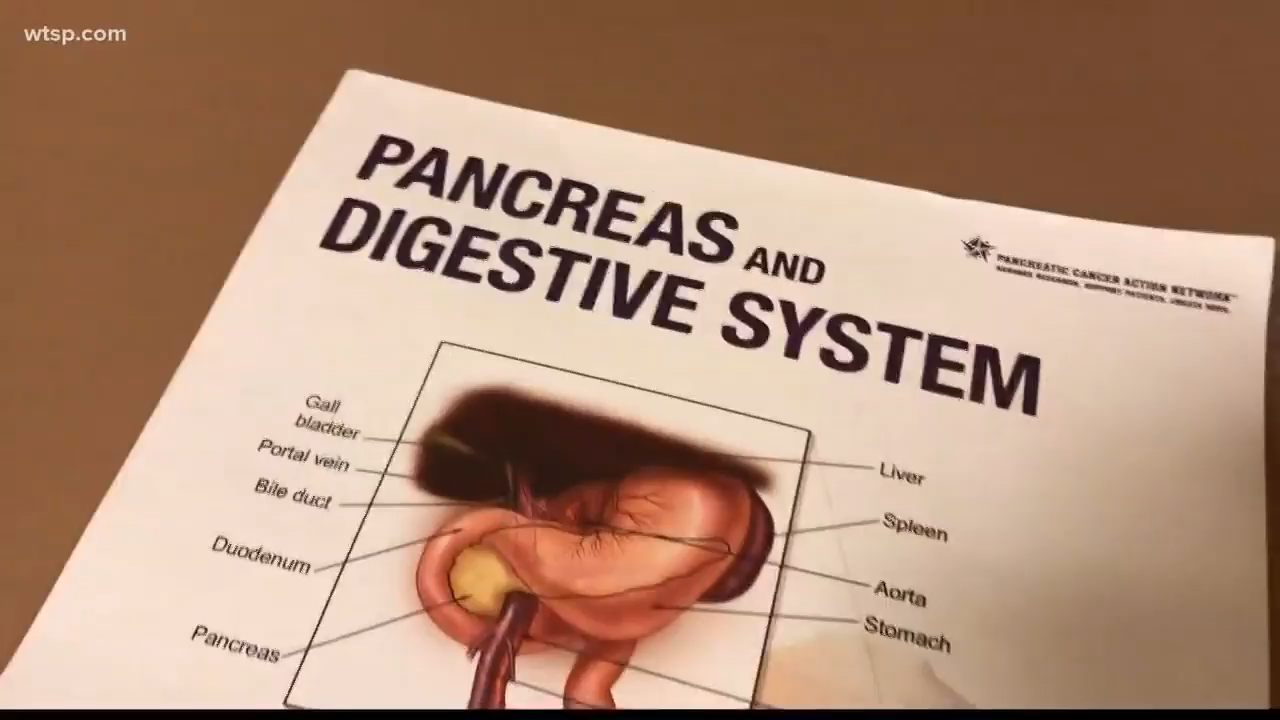 wtsp.com
PANCREAS AND
DIGESTIVE SYSTEM
PANCREATIC CANCER ACTION NETWORK
Gall
bladder
Portal vein
Bile duct
Duodenum
Pancreas
Liver
Spleen
Aorta
Stomach